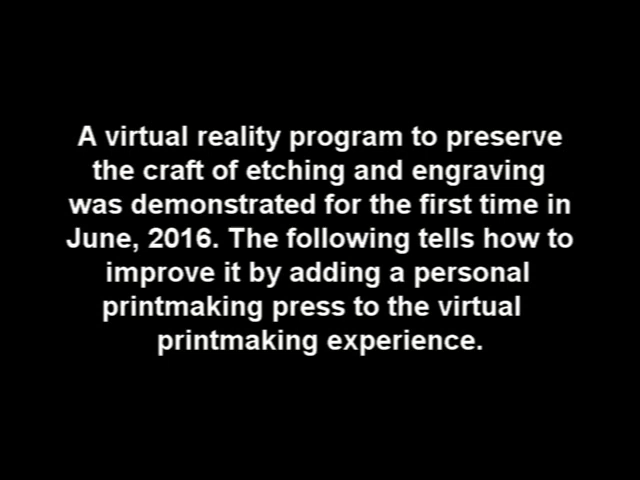 A virtual reality program to preserve
the craft of etching and engraving
was demonstrated for the first time in
June, 2016. The following tells how to
improve it by adding a personal
printmaking press to the virtual
printmaking experience.